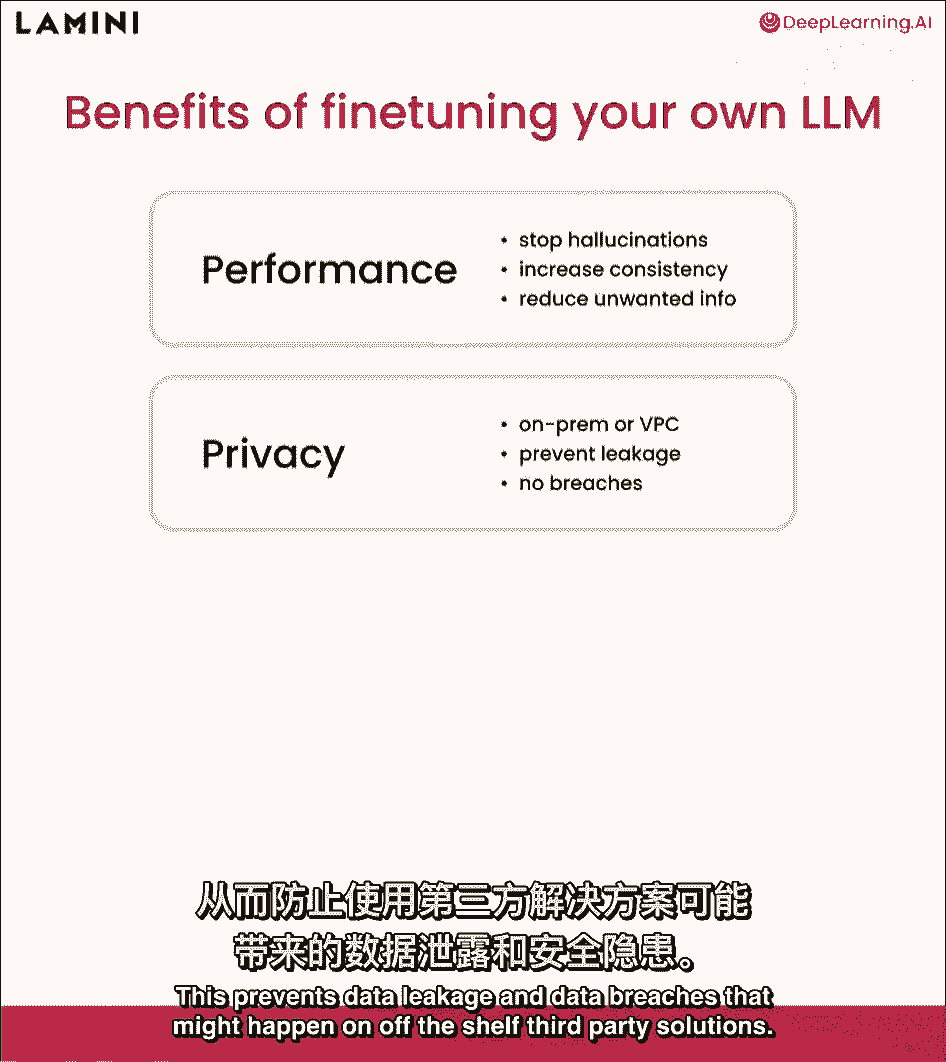 LAMINI
DeepLearning.AI
Benefits of finetuning your own LLM
Performance
• stop hallucinations
• increase consistency
• reduce unwanted info
Privacy
• on-prem or VPC
• prevent leakage
• no breaches
从而防止使用第三方解决方案可能
带来的数据泄露和安全隐患。
This prevents data leakage and data breaches that
might happen on off the shelf third party solutions.